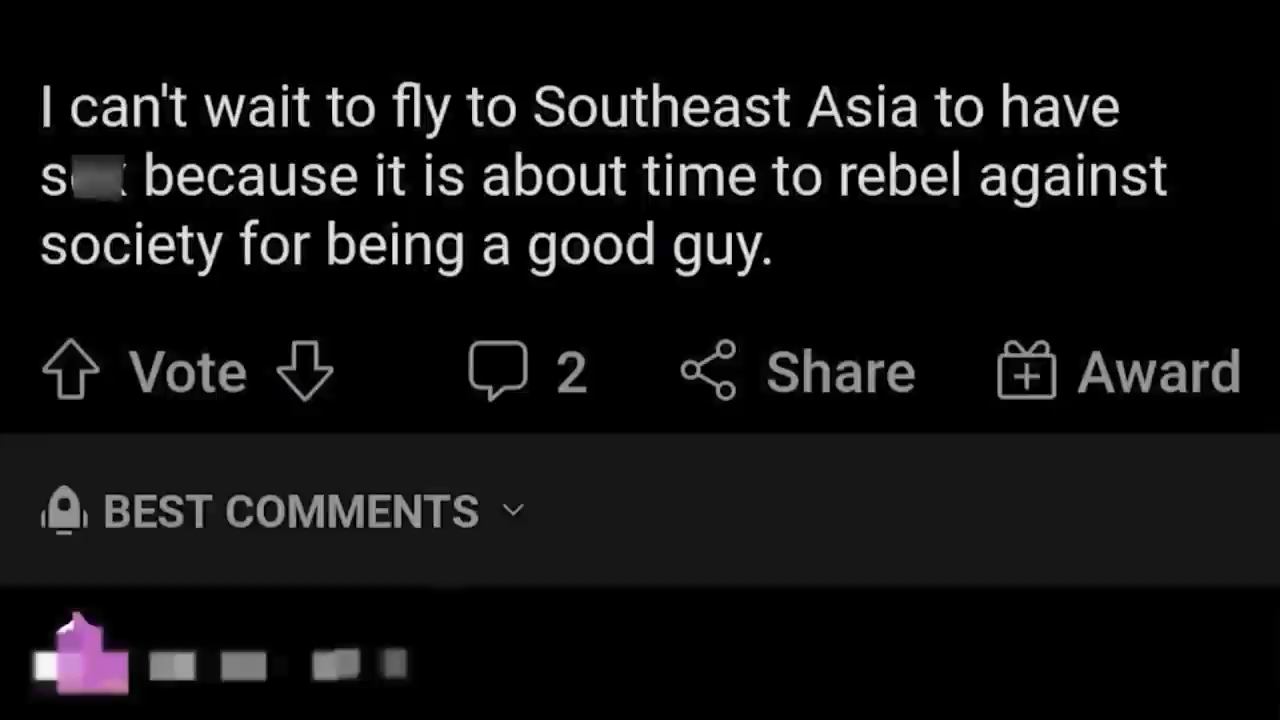 I can't wait to fly to Southeast Asia to have
because it is about time to rebel against
society for being a good guy.
Vote 2 Share Award
BEST COMMENTS